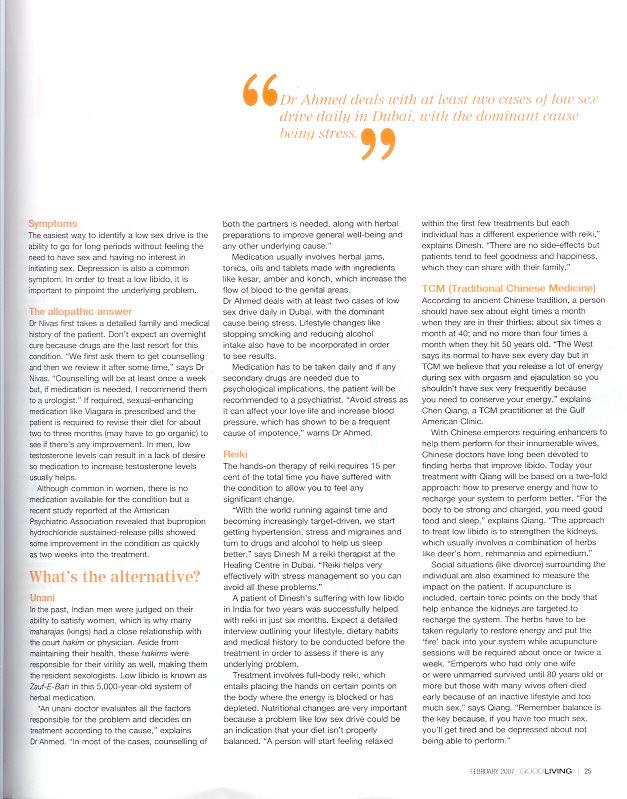 “Dr Ahmed deals with at least two cases of low sex
drive daily in Dubai, with the dominant cause
being stress.”
Symptoms
The easiest way to identify a low sex drive is the
ability to go for long periods without feeling the
need to have sex and having no interest in
initiating sex. Depression is also a common
symptom. In order to treat a low libido, it is
important to pinpoint the underlying problem.
The allopathic answer
Dr Nivas first takes a detailed family and medical
history of the patient. Don't expect an overnight
cure because drugs are the last resort for this
condition. “We first ask them to get counselling
and then we review it after some time,” says Dr
Nivas. “Counselling will be at least once a week
but, if medication is needed, I recommend them
to a urologist.” If required, sexual-enhancing
medication like Viagara is prescribed and the
patient is required to revise their diet for about
two to three months (may have to go organic) to
see if there's any improvement. In men, low
testosterone levels can result in a lack of desire
so medication to increase testosterone levels
usually helps.
Although common in women, there is no
medication available for the condition but a
recent study reported at the American
Psychiatric Association revealed that bupropion
hydrochloride sustained-release pills showed
some improvement in the condition as quickly
as two weeks into the treatment.
What's the alternative?
Unani
In the past, Indian men were judged on their
ability to satisfy women, which is why many
maharajas (kings) had a close relationship with
the court hakim or physician. Aside from
maintaining their health, these hakims were
responsible for their virility as well, making them
the resident sexologists. Low libido is known as
Zauf-E-Bah in this 5,000-year-old system of
herbal medication.
“An unani doctor evaluates all the factors
responsible for the problem and decides on
treatment according to the cause,” explains
Dr Ahmed. “In most of the cases, counselling of
both the partners is needed, along with herbal
preparations to improve general well-being and
any other underlying cause.”
Medication usually involves herbal jams,
tonics, oils and tablets made with ingredients
like kesar, amber and konch, which increase the
flow of blood to the genital areas.
Dr Ahmed deals with at least two cases of low
sex drive daily in Dubai, with the dominant
cause being stress. Lifestyle changes like
stopping smoking and reducing alcohol
intake also have to be incorporated in order
to see results.
Medication has to be taken daily and if any
secondary drugs are needed due to
psychological implications, the patient will be
recommended to a psychiatrist. “Avoid stress as
it can affect your love life and increase blood
pressure, which has shown to be a frequent
cause of impotence,” warns Dr Ahmed.
Reiki
The hands-on therapy of reiki requires 15 per
cent of the total time you have suffered with
the condition to allow you to feel any
significant change.
“With the world running against time and
becoming increasingly target-driven, we start
getting hypertension, stress and migraines and
turn to drugs and alcohol to help us sleep
better,” says Dinesh M a reiki therapist at the
Healing Centre in Dubai. “Reiki helps very
effectively with stress management so you can
avoid all these problems.”
A patient of Dinesh's suffering with low libido
in India for two years was successfully helped
with reiki in just six months. Expect a detailed
interview outlining your lifestyle, dietary habits
and medical history to be conducted before the
treatment in order to assess if there is any
underlying problem.
Treatment involves full-body reiki, which
entails placing the hands on certain points on
the body where the energy is blocked or has
depleted. Nutritional changes are very important
because a problem like low sex drive could be
an indication that your diet isn't properly
balanced. “A person will start feeling relaxed
within the first few treatments but each
individual has a different experience with reiki,”
explains Dinesh. “There are no side-effects but
patients tend to feel goodness and happiness,
which they can share with their family.”
TCM (Traditional Chinese Medicine)
According to ancient Chinese tradition, a person
should have sex about eight times a month
when they are in their thirties; about six times a
month at 40; and no more than four times a
month when they hit 50 years old. “The West
says its normal to have sex every day but in
TCM we believe that you release a lot of energy
during sex with orgasm and ejaculation so you
shouldn't have sex very frequently because
you need to conserve your energy,” explains
Chen Qiang, a TCM practitioner at the Gulf
American Clinic.
With Chinese emperors requiring enhancers to
help them perform for their innumerable wives,
Chinese doctors have long been devoted to
finding herbs that improve libido. Today your
treatment with Qiang will be based on a two-fold
approach: how to preserve energy and how to
recharge your system to perform better. “For the
body to be strong and charged, you need good
food and sleep,” explains Qiang. “The approach
to treat low libido is to strengthen the kidneys,
which usually involves a combination of herbs
like deer's horn, rehmannia and epimedium.”
Social situations (like divorce) surrounding the
individual are also examined to measure the
impact on the patient. If acupuncture is
included, certain tonic points on the body that
help enhance the kidneys are targeted to
recharge the system. The herbs have to be
taken regularly to restore energy and put the
‘fire’ back into your system while acupuncture
sessions will be required about once or twice a
week. “Emperors who had only one wife
or were unmarried survived until 80 years old or
more but those with many wives often died
early because of an inactive lifestyle and too
much sex,” says Qiang. “Remember balance is
the key because, if you have too much sex,
you'll get tired and be depressed about not
being able to perform.”
FEBRUARY 2007 GOODLIVING | 25